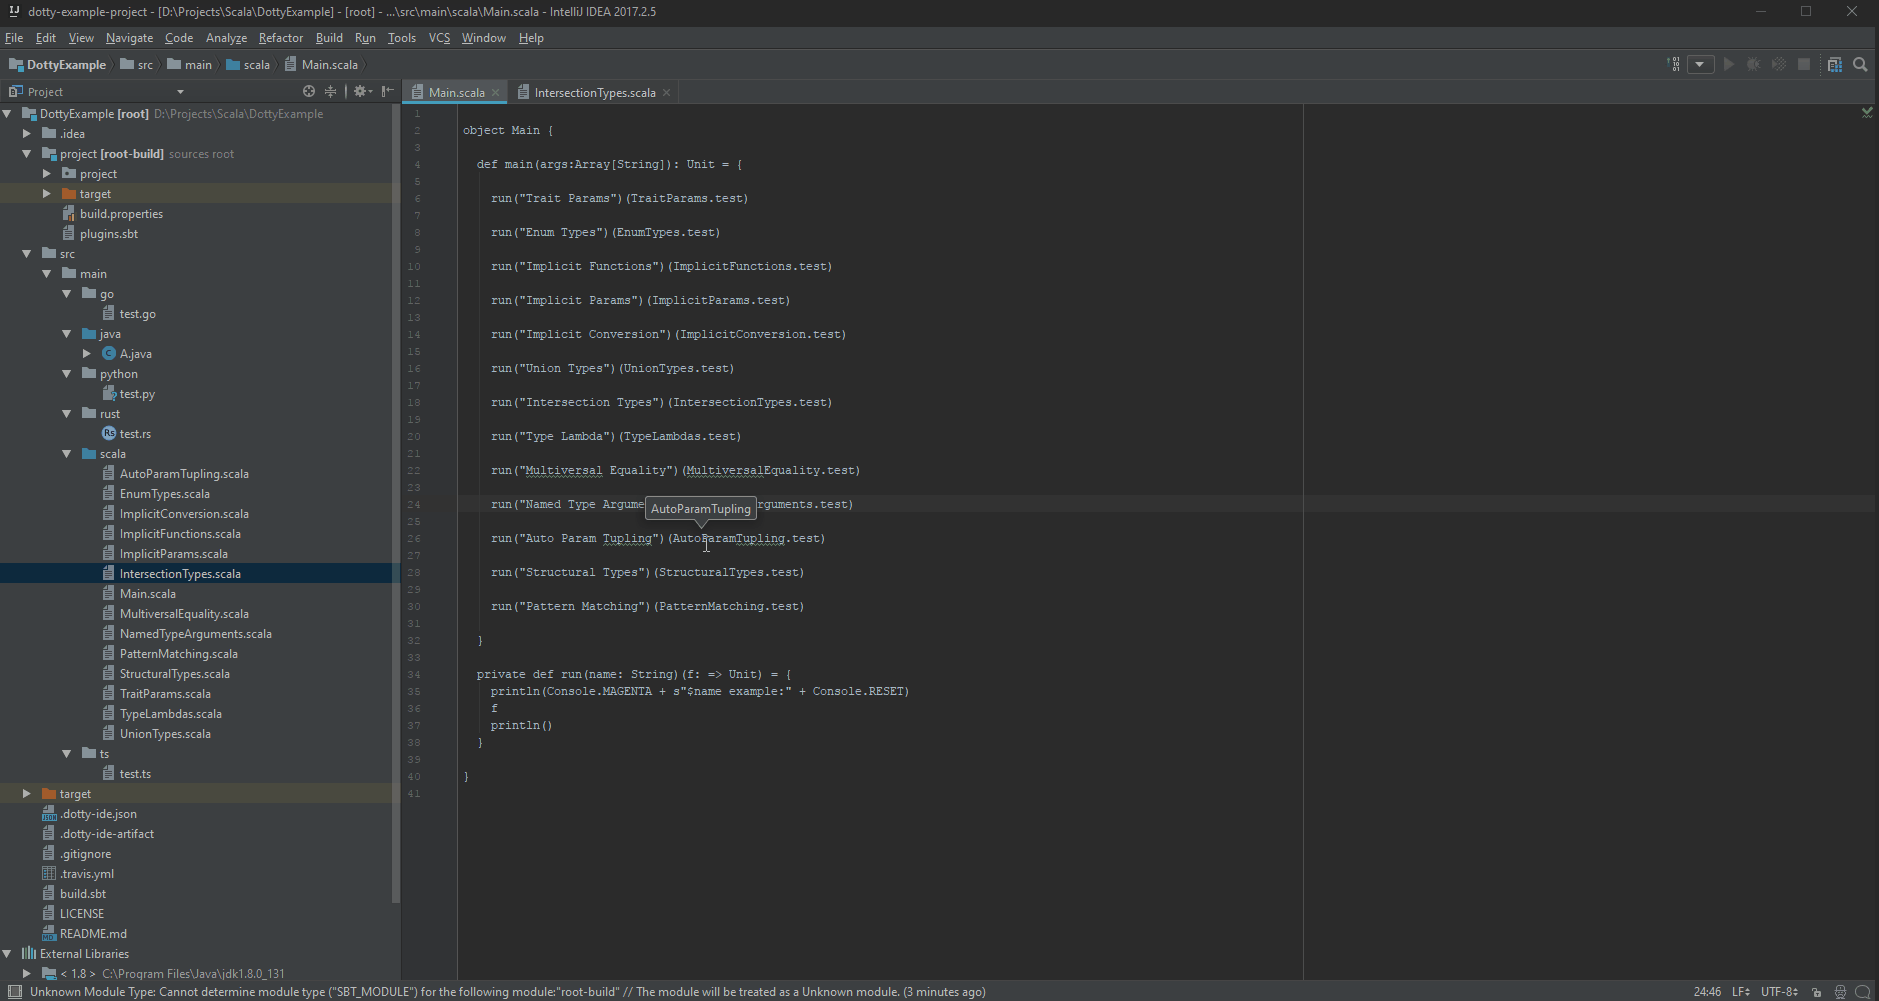 dotty-example-project - [D:\Projects\Scala\DottyExample] - [root] - ...\src\main\scala\Main.scala - IntelliJ IDEA 2017.2.5
File Edit View Navigate Code Analyze Refactor Build Run Tools VCS Window Help
DottyExample src main scala Main.scala
Project
DottyExample [root] D:\Projects\Scala\DottyExample
.idea
project [root-build] sources root
project
target
build.properties
plugins.sbt
src
main
go
test.go
java
A.java
python
test.py
rust
test.rs
scala
AutoParamTupling.scala
EnumTypes.scala
ImplicitConversion.scala
ImplicitFunctions.scala
ImplicitParams.scala
IntersectionTypes.scala
Main.scala
MultiversalEquality.scala
NamedTypeArguments.scala
PatternMatching.scala
StructuralTypes.scala
TraitParams.scala
TypeLambdas.scala
UnionTypes.scala
ts
test.ts
target
.dotty-ide.json
.dotty-ide-artifact
.gitignore
.travis.yml
build.sbt
LICENSE
README.md
External Libraries
< 1.8 > C:\Program Files\Java\jdk1.8.0_131
Main.scala IntersectionTypes.scala
1
2 object Main {
3
4 def main(args:Array[String]): Unit = {
5
6 run("Trait Params")(TraitParams.test)
7
8 run("Enum Types")(EnumTypes.test)
9
10 run("Implicit Functions")(ImplicitFunctions.test)
11
12 run("Implicit Params")(ImplicitParams.test)
13
14 run("Implicit Conversion")(ImplicitConversion.test)
15
16 run("Union Types")(UnionTypes.test)
17
18 run("Intersection Types")(IntersectionTypes.test)
19
20 run("Type Lambda")(TypeLambdas.test)
21
22 run("Multiversal Equality")(MultiversalEquality.test)
23
24 run("Named Type Argume rguments.test)
AutoParamTupling
25
26 run("Auto Param Tupling")(AutoParamTupling.test)
27
28 run("Structural Types")(StructuralTypes.test)
29
30 run("Pattern Matching")(PatternMatching.test)
31
32 }
33
34 private def run(name: String)(f: => Unit) = {
35 println(Console.MAGENTA + s"$name example:" + Console.RESET)
36 f
37 println()
38 }
39
40 }
41
Unknown Module Type: Cannot determine module type ("SBT_MODULE") for the following module:"root-build" // The module will be treated as a Unknown module. (3 minutes ago)
24:46 LF UTF-8